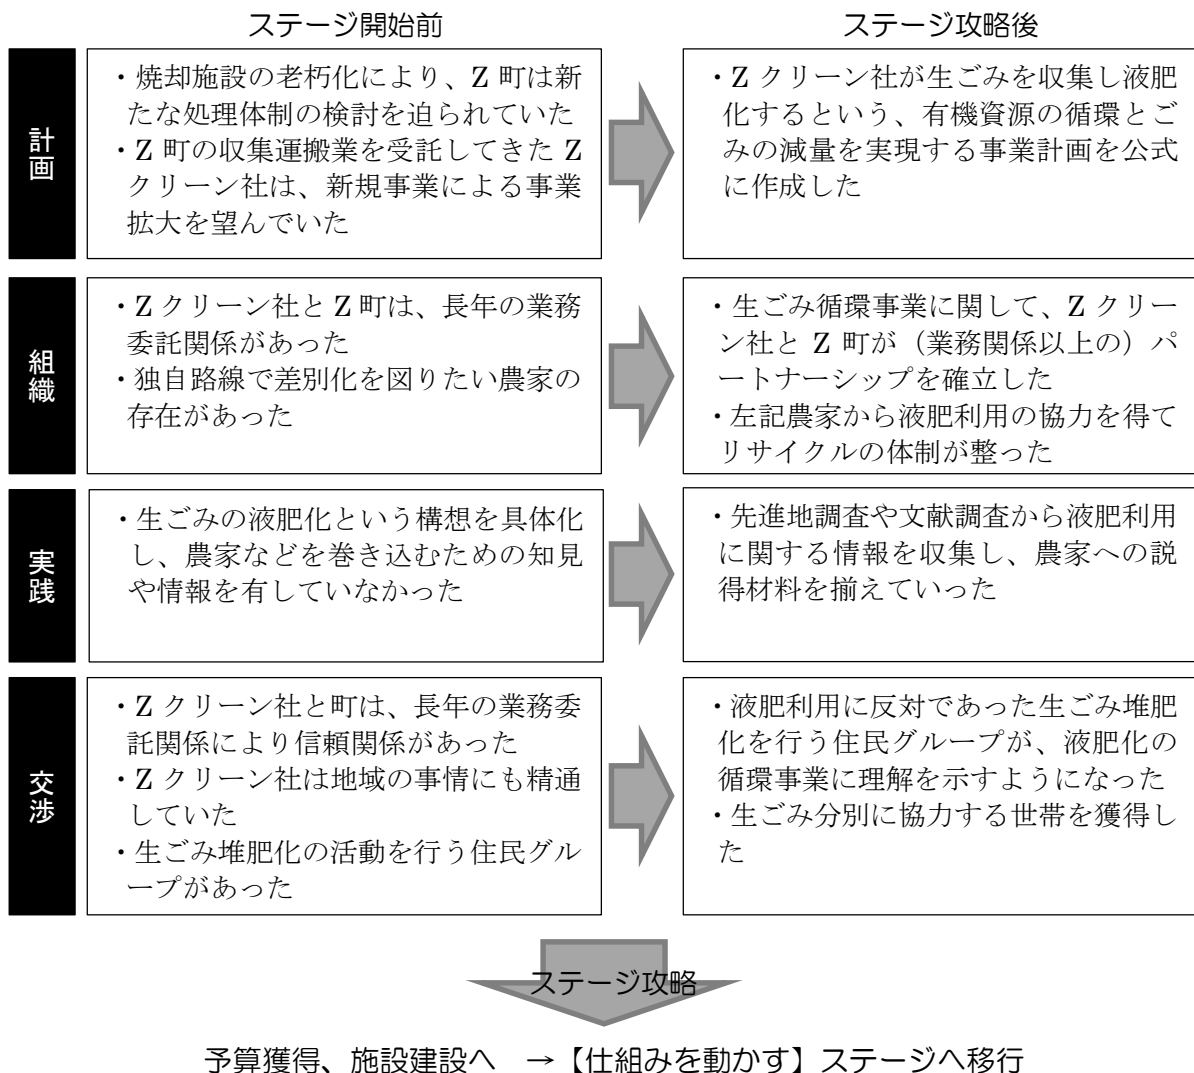 ステージ開始前
ステージ攻略後
計画
・焼却施設の老朽化により、Z 町は新
たな処理体制の検討を迫られていた
・Z 町の収集運搬業を受託してきた Z
クリーン社は、新規事業による事業
拡大を望んでいた
・Z クリーン社が生ごみを収集し液肥
化するという、有機資源の循環とご
みの減量を実現する事業計画を公式
に作成した
組織
・Z クリーン社と Z 町は、長年の業務
委託関係があった
・独自路線で差別化を図りたい農家の
存在があった
・生ごみ循環事業に関して、Z クリー
ン社と Z 町が（業務関係以上の）パ
ートナーシップを確立した
・左記農家から液肥利用の協力を得て
リサイクルの体制が整った
実践
・生ごみの液肥化という構想を具体化
し、農家などを巻き込むための知見
や情報を有していなかった
・先進地調査や文献調査から液肥利用
に関する情報を収集し、農家への説
得材料を揃えていった
交渉
・Z クリーン社と町は、長年の業務委
託関係により信頼関係があった
・Z クリーン社は地域の事情にも精通
していた
・生ごみ堆肥化の活動を行う住民グル
ープがあった
・液肥利用に反対であった生ごみ堆肥
化を行う住民グループが、液肥化の
循環事業に理解を示すようになった
・生ごみ分別に協力する世帯を獲得し
た
ステージ攻略
予算獲得、施設建設へ　→【仕組みを動かす】ステージへ移行